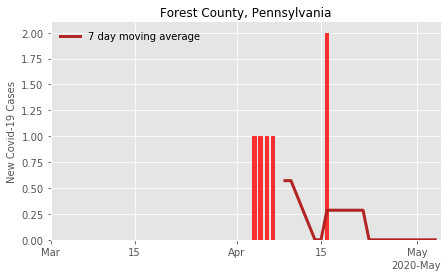 Forest County, Pennsylvania
7 day moving average
New Covid-19 Cases
2.00
1.75
1.50
1.25
1.00
0.75
0.50
0.25
0.00
Mar 15 Apr 15 May
2020-May